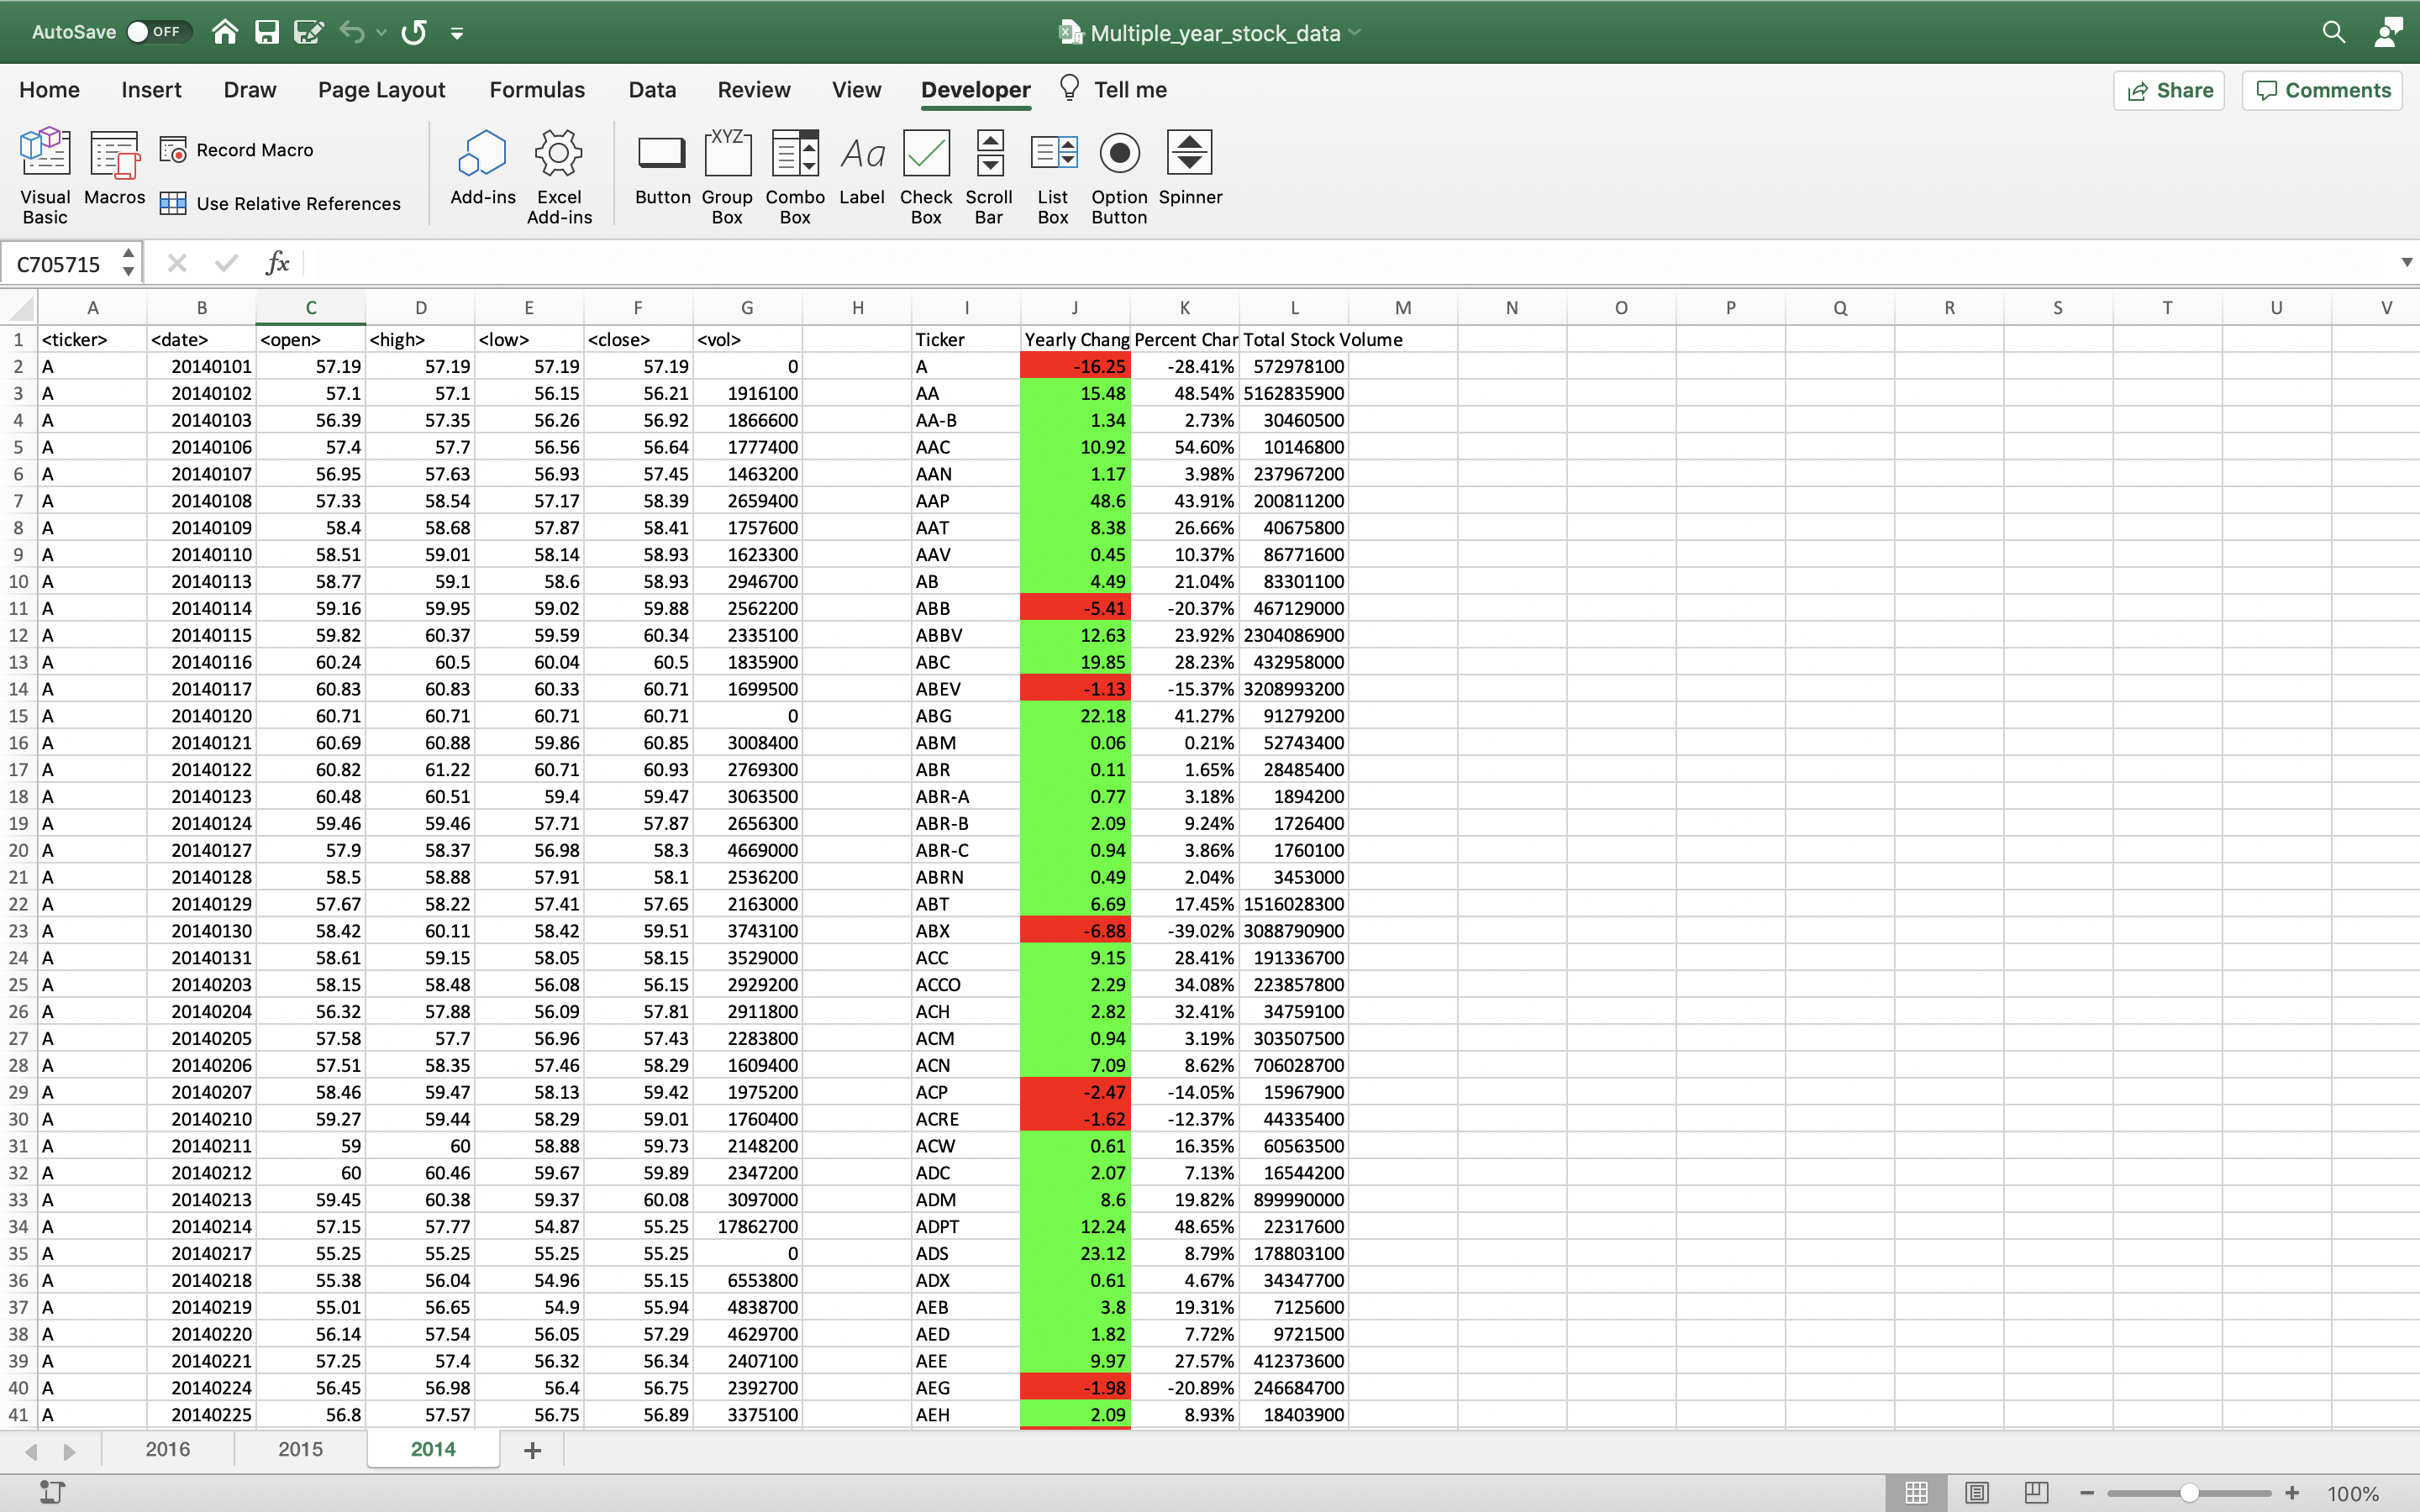 AutoSave OFF Multiple_year_stock_data
Home Insert Draw Page Layout Formulas Data Review View Developer Tell me Share Comments
Visual Basic Macros Record Macro Use Relative References Add-ins Excel Add-ins Button Group Box Combo Box Label Check Box Scroll Bar List Box Option Button Spinner
XYZ Aa
C705715 fx
A B C D E F G H I J K L M N O P Q R S T U V
1 <ticker> <date> <open> <high> <low> <close> <vol> Ticker Yearly Chang Percent Char Total Stock Volume
2 A 20140101 57.19 57.19 57.19 57.19 0 A -16.25 -28.41% 572978100
3 A 20140102 57.1 57.1 56.15 56.21 1916100 AA 15.48 48.54% 5162835900
4 A 20140103 56.39 57.35 56.26 56.92 1866600 AA-B 1.34 2.73% 30460500
5 A 20140106 57.4 57.7 56.56 56.64 1777400 AAC 10.92 54.60% 10146800
6 A 20140107 56.95 57.63 56.93 57.45 1463200 AAN 1.17 3.98% 237967200
7 A 20140108 57.33 58.54 57.17 58.39 2659400 AAP 48.6 43.91% 200811200
8 A 20140109 58.4 58.68 57.87 58.41 1757600 AAT 8.38 26.66% 40675800
9 A 20140110 58.51 59.01 58.14 58.93 1623300 AAV 0.45 10.37% 86771600
10 A 20140113 58.77 59.1 58.6 58.93 2946700 AB 4.49 21.04% 83301100
11 A 20140114 59.16 59.95 59.02 59.88 2562200 ABB -5.41 -20.37% 467129000
12 A 20140115 59.82 60.37 59.59 60.34 2335100 ABBV 12.63 23.92% 2304086900
13 A 20140116 60.24 60.5 60.04 60.5 1835900 ABC 19.85 28.23% 432958000
14 A 20140117 60.83 60.83 60.33 60.71 1699500 ABEV -1.13 -15.37% 3208993200
15 A 20140120 60.71 60.71 60.71 60.71 0 ABG 22.18 41.27% 91279200
16 A 20140121 60.69 60.88 59.86 60.85 3008400 ABM 0.06 0.21% 52743400
17 A 20140122 60.82 61.22 60.71 60.93 2769300 ABR 0.11 1.65% 28485400
18 A 20140123 60.48 60.51 59.4 59.47 3063500 ABR-A 0.77 3.18% 1894200
19 A 20140124 59.46 59.46 57.71 57.87 2656300 ABR-B 2.09 9.24% 1726400
20 A 20140127 57.9 58.37 56.98 58.3 4669000 ABR-C 0.94 3.86% 1760100
21 A 20140128 58.5 58.88 57.91 58.1 2536200 ABRN 0.49 2.04% 3453000
22 A 20140129 57.67 58.22 57.41 57.65 2163000 ABT 6.69 17.45% 1516028300
23 A 20140130 58.42 60.11 58.42 59.51 3743100 ABX -6.88 -39.02% 3088790900
24 A 20140131 58.61 59.15 58.05 58.15 3529000 ACC 9.15 28.41% 191336700
25 A 20140203 58.15 58.48 56.08 56.15 2929200 ACCO 2.29 34.08% 223857800
26 A 20140204 56.32 57.88 56.09 57.81 2911800 ACH 2.82 32.41% 34759100
27 A 20140205 57.58 57.7 56.96 57.43 2283800 ACM 0.94 3.19% 303507500
28 A 20140206 57.51 58.35 57.46 58.29 1609400 ACN 7.09 8.62% 706028700
29 A 20140207 58.46 59.47 58.13 59.42 1975200 ACP -2.47 -14.05% 15967900
30 A 20140210 59.27 59.44 58.29 59.01 1760400 ACRE -1.62 -12.37% 44335400
31 A 20140211 59 60 58.88 59.73 2148200 ACW 0.61 16.35% 60563500
32 A 20140212 60 60.46 59.67 59.89 2347200 ADC 2.07 7.13% 16544200
33 A 20140213 59.45 60.38 59.37 60.08 3097000 ADM 8.6 19.82% 899990000
34 A 20140214 57.15 57.77 54.87 55.25 17862700 ADPT 12.24 48.65% 22317600
35 A 20140217 55.25 55.25 55.25 55.25 0 ADS 23.12 8.79% 178803100
36 A 20140218 55.38 56.04 54.96 55.15 6553800 ADX 0.61 4.67% 34347700
37 A 20140219 55.01 56.65 54.9 55.94 4838700 AEB 3.8 19.31% 7125600
38 A 20140220 56.14 57.54 56.05 57.29 4629700 AED 1.82 7.72% 9721500
39 A 20140221 57.25 57.4 56.32 56.34 2407100 AEE 9.97 27.57% 412373600
40 A 20140224 56.45 56.98 56.4 56.75 2392700 AEG -1.98 -20.89% 246684700
41 A 20140225 56.8 57.57 56.75 56.89 3375100 AEH 2.09 8.93% 18403900
2016 2015 2014 +
100%